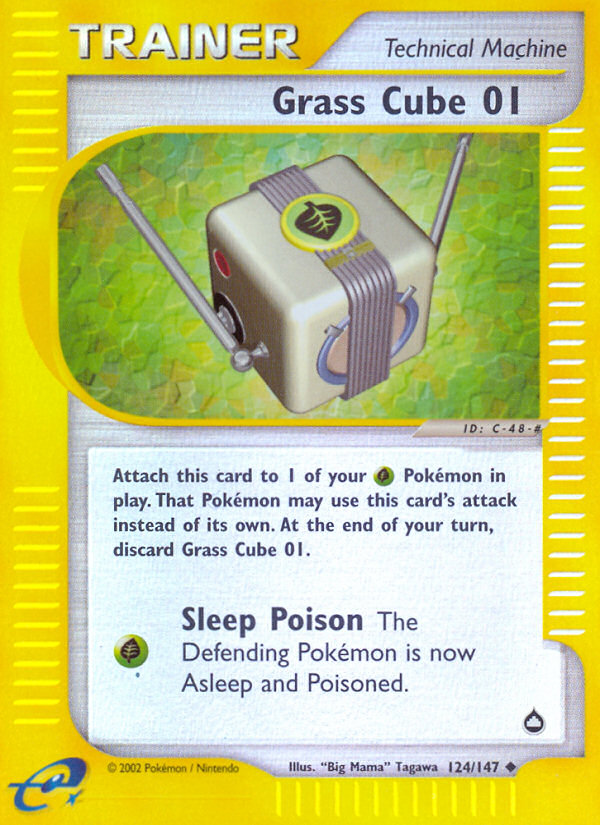 TRAINER
Technical Machine
Grass Cube 01
ID: C-48-#
Attach this card to 1 of your Pokémon in
play. That Pokémon may use this card's attack
instead of its own. At the end of your turn,
discard Grass Cube 01.
Sleep Poison The
Defending Pokémon is now
Asleep and Poisoned.
© 2002 Pokémon / Nintendo
Illus. "Big Mama" Tagawa 124/147
e